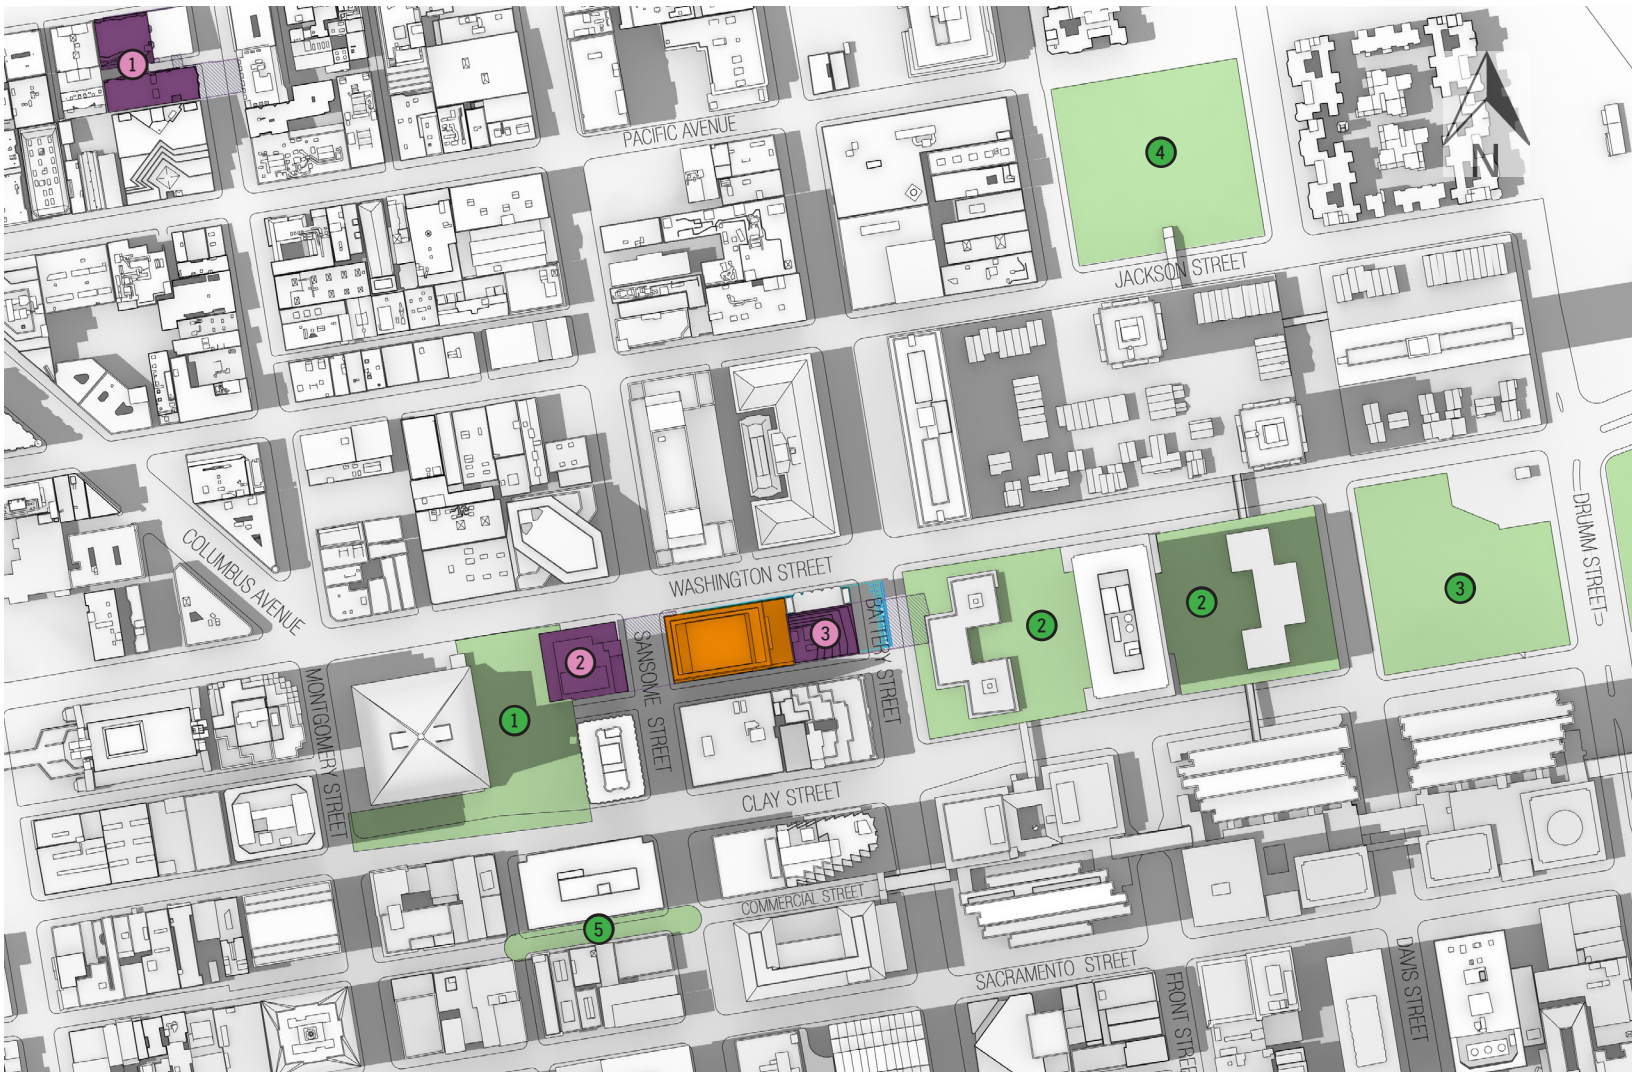 1
PACIFIC AVENUE
4
N
JACKSON STREET
COLUMBUS AVENUE
WASHINGTON STREET
DRUMM STREET
2
3
3
2
2
BATTERY STREET
SANSOME STREET
MONTGOMERY STREET
1
CLAY STREET
COMMERCIAL STREET
5
SACRAMENTO STREET
FRONT STREE
DAVIS STREET